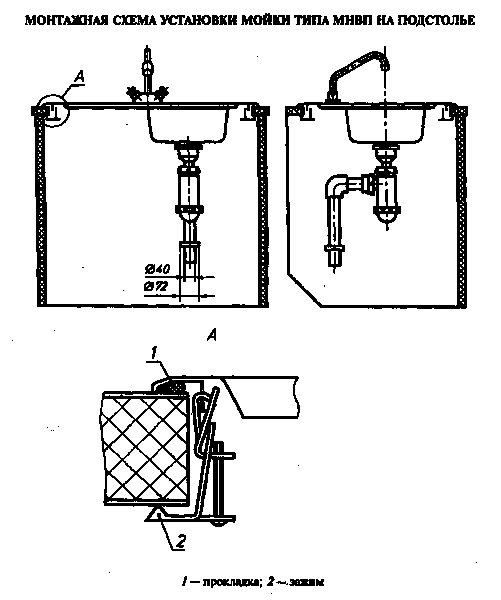 МОНТАЖНАЯ СХЕМА УСТАНОВКИ МОЙКИ ТИПА МНВП НА ПОДСТОЛЬЕ
А
Ø40
Ø72
А
1
2
1 — прокладка; 2 — зажим